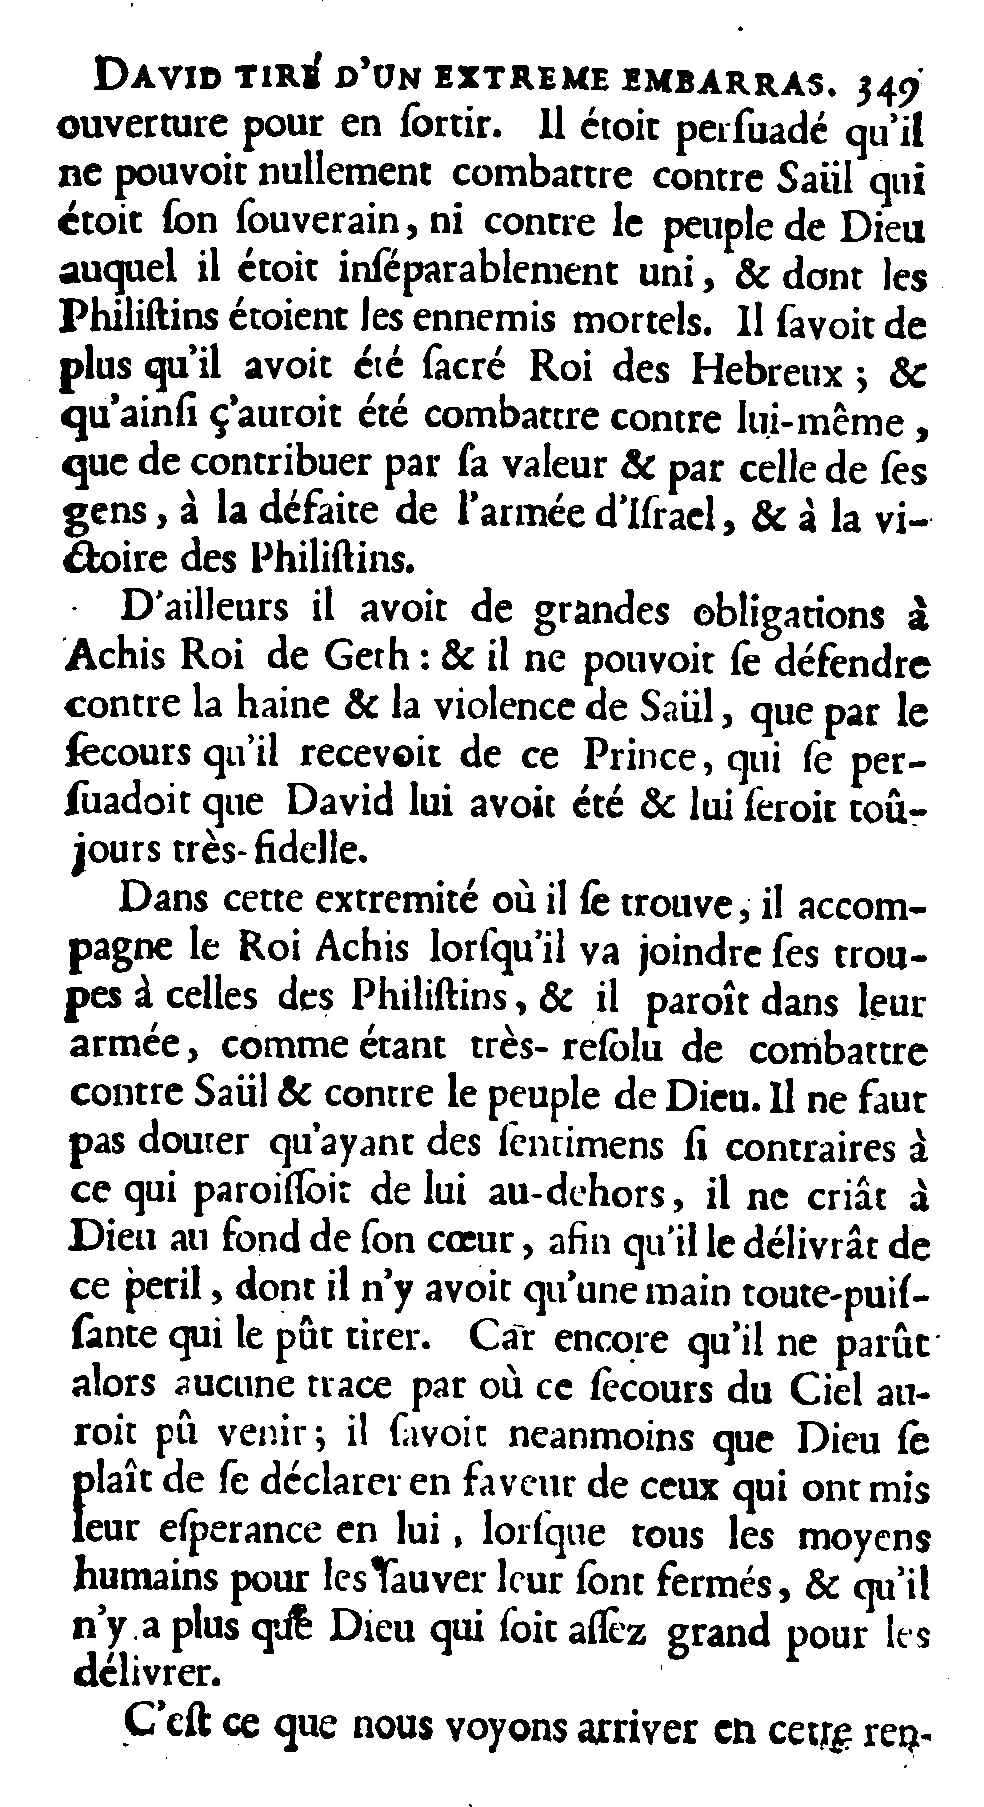 DAVID TIRÉ D'UN EXTREME EMBARRAS. 349
ouverture pour en ſortir. Il étoit perſuadé qu'il
ne pouvoit nullement combattre contre Saül qui
étoit ſon ſouverain, ni contre le peuple de Dieu
auquel il étoit inſéparablement uni, & dont les
Philiſtins étoient les ennemis mortels. Il ſavoit de
plus qu'il avoit été ſacré Roi des Hebreux ; &
qu'ainſi ç'auroit été combattre contre lui-même,
que de contribuer par ſa valeur & par celle de ſes
gens, à la défaite de l'armée d'Iſrael, & à la vi-
ctoire des Philiſtins.
D'ailleurs il avoit de grandes obligations à
Achis Roi de Geth : & il ne pouvoit ſe défendre
contre la haine & la violence de Saül, que par le
ſecours qu'il recevoit de ce Prince, qui ſe per-
ſuadoit que David lui avoit été & lui ſeroit toû-
jours très-fidelle.
Dans cette extremité où il ſe trouve, il accom-
pagne le Roi Achis lorſqu'il va joindre ſes trou-
pes à celles des Philiſtins, & il paroît dans leur
armée, comme étant très-reſolu de combattre
contre Saül & contre le peuple de Dieu. Il ne faut
pas douter qu'ayant des ſentimens ſi contraires à
ce qui paroiſſoit de lui au-dehors, il ne criât à
Dieu au fond de ſon cœur, afin qu'il le délivrât de
ce peril, dont il n'y avoit qu'une main toute-puiſ-
ſante qui le pût tirer. Car encore qu'il ne parût
alors aucune trace par où ce ſecours du Ciel au-
roit pû venir; il ſavoit neanmoins que Dieu ſe
plaît de ſe déclarer en faveur de ceux qui ont mis
leur eſperance en lui, lorſque tous les moyens
humains pour les ſauver leur ſont fermés, & qu'il
n'y a plus que Dieu qui ſoit aſſez grand pour les
délivrer.
C'eſt ce que nous voyons arriver en cette ren-